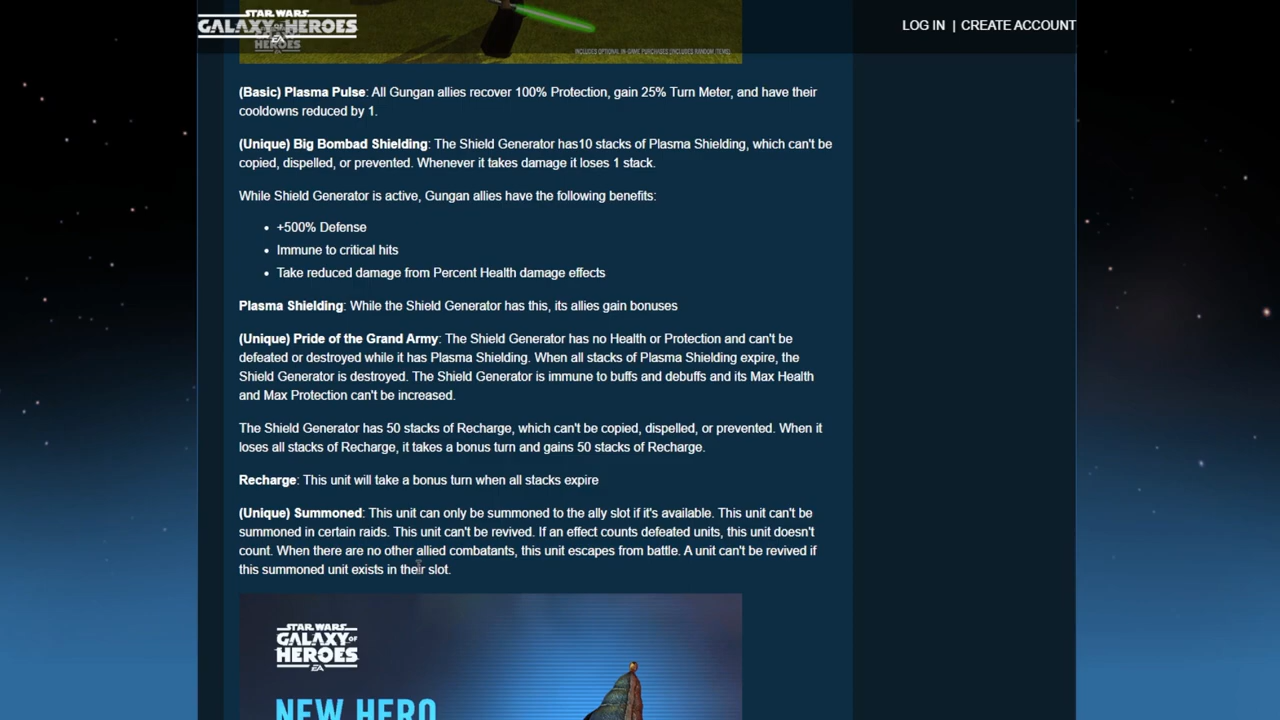 STAR WARS
GALAXY OF HEROES
EA
HEROES
LOG IN | CREATE ACCOUNT
INCLUDES OPTIONAL IN-GAME PURCHASES (INCLUDES RANDOM ITEMS)
(Basic) Plasma Pulse: All Gungan allies recover 100% Protection, gain 25% Turn Meter, and have their
cooldowns reduced by 1.
(Unique) Big Bombad Shielding: The Shield Generator has10 stacks of Plasma Shielding, which can't be
copied, dispelled, or prevented. Whenever it takes damage it loses 1 stack.
While Shield Generator is active, Gungan allies have the following benefits:
• +500% Defense
• Immune to critical hits
• Take reduced damage from Percent Health damage effects
Plasma Shielding: While the Shield Generator has this, its allies gain bonuses
(Unique) Pride of the Grand Army: The Shield Generator has no Health or Protection and can't be
defeated or destroyed while it has Plasma Shielding. When all stacks of Plasma Shielding expire, the
Shield Generator is destroyed. The Shield Generator is immune to buffs and debuffs and its Max Health
and Max Protection can't be increased.
The Shield Generator has 50 stacks of Recharge, which can't be copied, dispelled, or prevented. When it
loses all stacks of Recharge, it takes a bonus turn and gains 50 stacks of Recharge.
Recharge: This unit will take a bonus turn when all stacks expire
(Unique) Summoned: This unit can only be summoned to the ally slot if it's available. This unit can't be
summoned in certain raids. This unit can't be revived. If an effect counts defeated units, this unit doesn't
count. When there are no other allied combatants, this unit escapes from battle. A unit can't be revived if
this summoned unit exists in their slot.
STAR WARS
GALAXY OF
HEROES
EA
NEW HERO